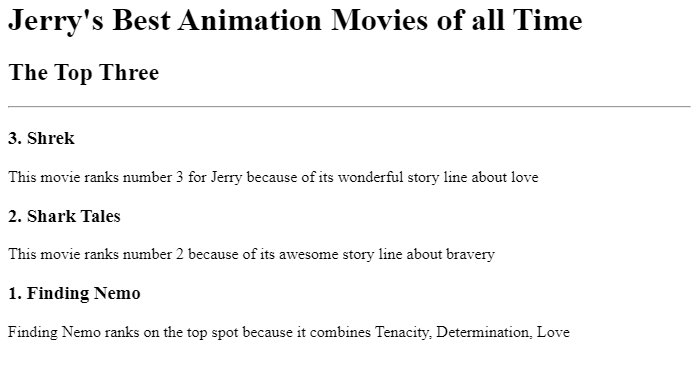 Jerry's Best Animation Movies of all Time
The Top Three
3. Shrek
This movie ranks number 3 for Jerry because of its wonderful story line about love
2. Shark Tales
This movie ranks number 2 because of its awesome story line about bravery
1. Finding Nemo
Finding Nemo ranks on the top spot because it combines Tenacity, Determination, Love